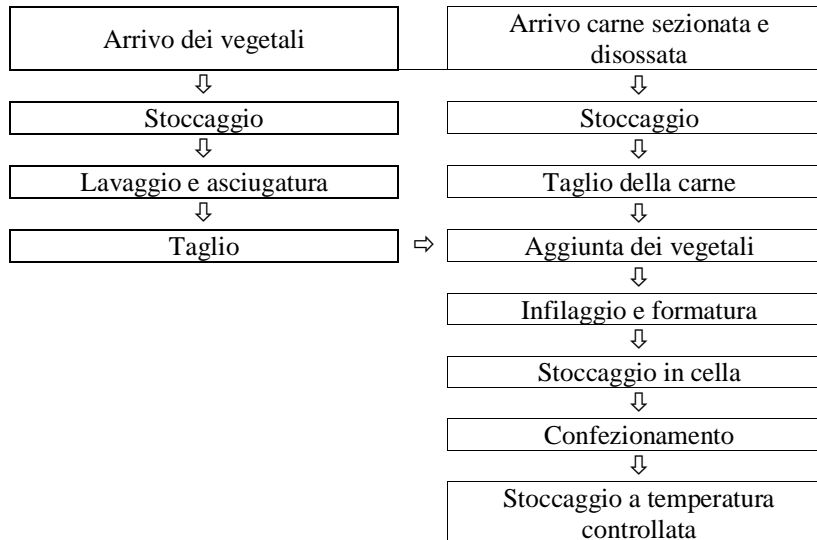 Arrivo dei vegetali
Arrivo carne sezionata e
disossata
Stoccaggio
Stoccaggio
Lavaggio e asciugatura
Taglio della carne
Taglio
Aggiunta dei vegetali
Infilaggio e formatura
Stoccaggio in cella
Confezionamento
Stoccaggio a temperatura
controllata